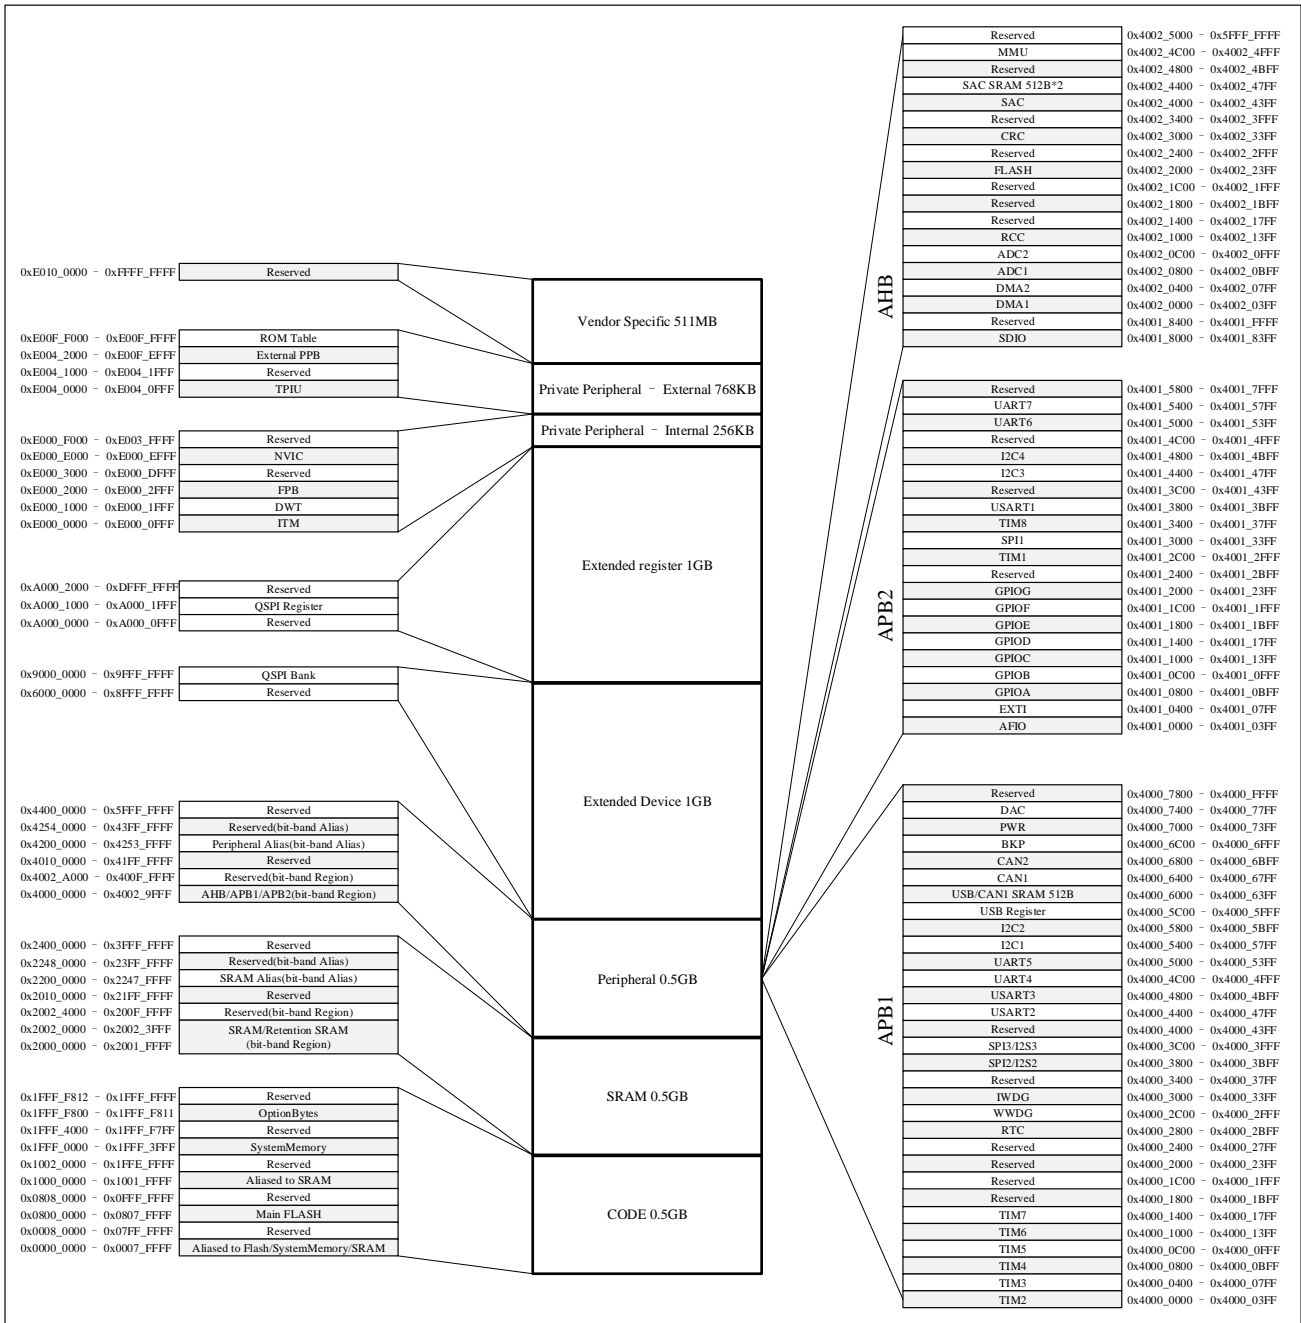 0xE010_0000 - 0xFFFF_FFFF Reserved
0xE00F_F000 - 0xE00F_FFFF ROM Table
0xE004_2000 - 0xE00F_EFFF External PPB
0xE004_1000 - 0xE004_1FFF Reserved
0xE004_0000 - 0xE004_0FFF TPIU
0xE000_F000 - 0xE003_FFFF Reserved
0xE000_E000 - 0xE000_EFFF NVIC
0xE000_3000 - 0xE000_DFFF Reserved
0xE000_2000 - 0xE000_2FFF FPB
0xE000_1000 - 0xE000_1FFF DWT
0xE000_0000 - 0xE000_0FFF ITM
0xA000_2000 - 0xDFFF_FFFF Reserved
0xA000_1000 - 0xA000_1FFF QSPI Register
0xA000_0000 - 0xA000_0FFF Reserved
0x9000_0000 - 0x9FFF_FFFF QSPI Bank
0x6000_0000 - 0x8FFF_FFFF Reserved
0x4400_0000 - 0x5FFF_FFFF Reserved
0x4254_0000 - 0x43FF_FFFF Reserved(bit-band Alias)
0x4200_0000 - 0x4253_FFFF Peripheral Alias(bit-band Alias)
0x4010_0000 - 0x41FF_FFFF Reserved
0x4002_A000 - 0x400F_FFFF Reserved(bit-band Region)
0x4000_0000 - 0x4002_9FFF AHB/APB1/APB2(bit-band Region)
0x2400_0000 - 0x3FFF_FFFF Reserved
0x2248_0000 - 0x23FF_FFFF Reserved(bit-band Alias)
0x2200_0000 - 0x2247_FFFF SRAM Alias(bit-band Alias)
0x2010_0000 - 0x21FF_FFFF Reserved
0x2002_4000 - 0x200F_FFFF Reserved(bit-band Region)
0x2002_0000 - 0x2002_3FFF SRAM/Retention SRAM
0x2000_0000 - 0x2001_FFFF (bit-band Region)
0x1FFF_F812 - 0x1FFF_FFFF Reserved
0x1FFF_F800 - 0x1FFF_F811 OptionBytes
0x1FFF_4000 - 0x1FFF_F7FF Reserved
0x1FFF_0000 - 0x1FFF_3FFF SystemMemory
0x1002_0000 - 0x1FFE_FFFF Reserved
0x1000_0000 - 0x1001_FFFF Aliased to SRAM
0x0808_0000 - 0x0FFF_FFFF Reserved
0x0800_0000 - 0x0807_FFFF Main FLASH
0x0008_0000 - 0x07FF_FFFF Reserved
0x0000_0000 - 0x0007_FFFF Aliased to Flash/SystemMemory/SRAM
Vendor Specific 511MB
Private Peripheral - External 768KB
Private Peripheral - Internal 256KB
Extended register 1GB
Extended Device 1GB
Peripheral 0.5GB
SRAM 0.5GB
CODE 0.5GB
AHB
Reserved 0x4002_5000 - 0x5FFF_FFFF
MMU 0x4002_4C00 - 0x4002_4FFF
Reserved 0x4002_4800 - 0x4002_4BFF
SAC SRAM 512B*2 0x4002_4400 - 0x4002_47FF
SAC 0x4002_4000 - 0x4002_43FF
Reserved 0x4002_3400 - 0x4002_3FFF
CRC 0x4002_3000 - 0x4002_33FF
Reserved 0x4002_2400 - 0x4002_2FFF
FLASH 0x4002_2000 - 0x4002_23FF
Reserved 0x4002_1C00 - 0x4002_1FFF
Reserved 0x4002_1800 - 0x4002_1BFF
Reserved 0x4002_1400 - 0x4002_17FF
RCC 0x4002_1000 - 0x4002_13FF
ADC2 0x4002_0C00 - 0x4002_0FFF
ADC1 0x4002_0800 - 0x4002_0BFF
DMA2 0x4002_0400 - 0x4002_07FF
DMA1 0x4002_0000 - 0x4002_03FF
Reserved 0x4001_8400 - 0x4001_FFFF
SDIO 0x4001_8000 - 0x4001_83FF
APB2
Reserved 0x4001_5800 - 0x4001_7FFF
UART7 0x4001_5400 - 0x4001_57FF
UART6 0x4001_5000 - 0x4001_53FF
Reserved 0x4001_4C00 - 0x4001_4FFF
I2C4 0x4001_4800 - 0x4001_4BFF
I2C3 0x4001_4400 - 0x4001_47FF
Reserved 0x4001_3C00 - 0x4001_43FF
USART1 0x4001_3800 - 0x4001_3BFF
TIM8 0x4001_3400 - 0x4001_37FF
SPI1 0x4001_3000 - 0x4001_33FF
TIM1 0x4001_2C00 - 0x4001_2FFF
Reserved 0x4001_2400 - 0x4001_2BFF
GPIOG 0x4001_2000 - 0x4001_23FF
GPIOF 0x4001_1C00 - 0x4001_1FFF
GPIOE 0x4001_1800 - 0x4001_1BFF
GPIOD 0x4001_1400 - 0x4001_17FF
GPIOC 0x4001_1000 - 0x4001_13FF
GPIOB 0x4001_0C00 - 0x4001_0FFF
GPIOA 0x4001_0800 - 0x4001_0BFF
EXTI 0x4001_0400 - 0x4001_07FF
AFIO 0x4001_0000 - 0x4001_03FF
APB1
Reserved 0x4000_7800 - 0x4000_FFFF
DAC 0x4000_7400 - 0x4000_77FF
PWR 0x4000_7000 - 0x4000_73FF
BKP 0x4000_6C00 - 0x4000_6FFF
CAN2 0x4000_6800 - 0x4000_6BFF
CAN1 0x4000_6400 - 0x4000_67FF
USB/CAN1 SRAM 512B 0x4000_6000 - 0x4000_63FF
USB Register 0x4000_5C00 - 0x4000_5FFF
I2C2 0x4000_5800 - 0x4000_5BFF
I2C1 0x4000_5400 - 0x4000_57FF
UART5 0x4000_5000 - 0x4000_53FF
UART4 0x4000_4C00 - 0x4000_4FFF
USART3 0x4000_4800 - 0x4000_4BFF
USART2 0x4000_4400 - 0x4000_47FF
Reserved 0x4000_4000 - 0x4000_43FF
SPI3/I2S3 0x4000_3C00 - 0x4000_3FFF
SPI2/I2S2 0x4000_3800 - 0x4000_3BFF
Reserved 0x4000_3400 - 0x4000_37FF
IWDG 0x4000_3000 - 0x4000_33FF
WWDG 0x4000_2C00 - 0x4000_2FFF
RTC 0x4000_2800 - 0x4000_2BFF
Reserved 0x4000_2400 - 0x4000_27FF
Reserved 0x4000_2000 - 0x4000_23FF
Reserved 0x4000_1C00 - 0x4000_1FFF
Reserved 0x4000_1800 - 0x4000_1BFF
TIM7 0x4000_1400 - 0x4000_17FF
TIM6 0x4000_1000 - 0x4000_13FF
TIM5 0x4000_0C00 - 0x4000_0FFF
TIM4 0x4000_0800 - 0x4000_0BFF
TIM3 0x4000_0400 - 0x4000_07FF
TIM2 0x4000_0000 - 0x4000_03FF